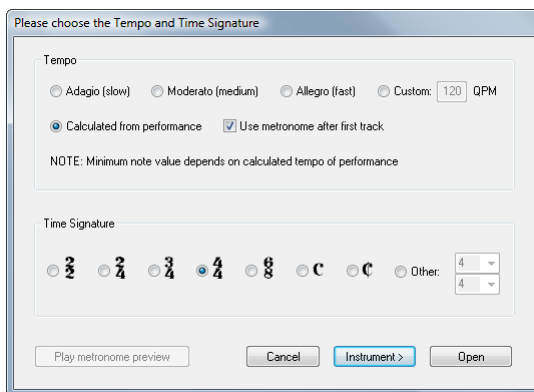 Please choose the Tempo and Time Signature
Tempo
Adagio (slow) Moderato (medium) Allegro (fast) Custom: 120 QPM
Calculated from performance Use metronome after first track
NOTE: Minimum note value depends on calculated tempo of performance
Time Signature
2/2 2/4 3/4 4/4 6/8 C ¢ Other: 4 4
Play metronome preview Cancel Instrument > Open